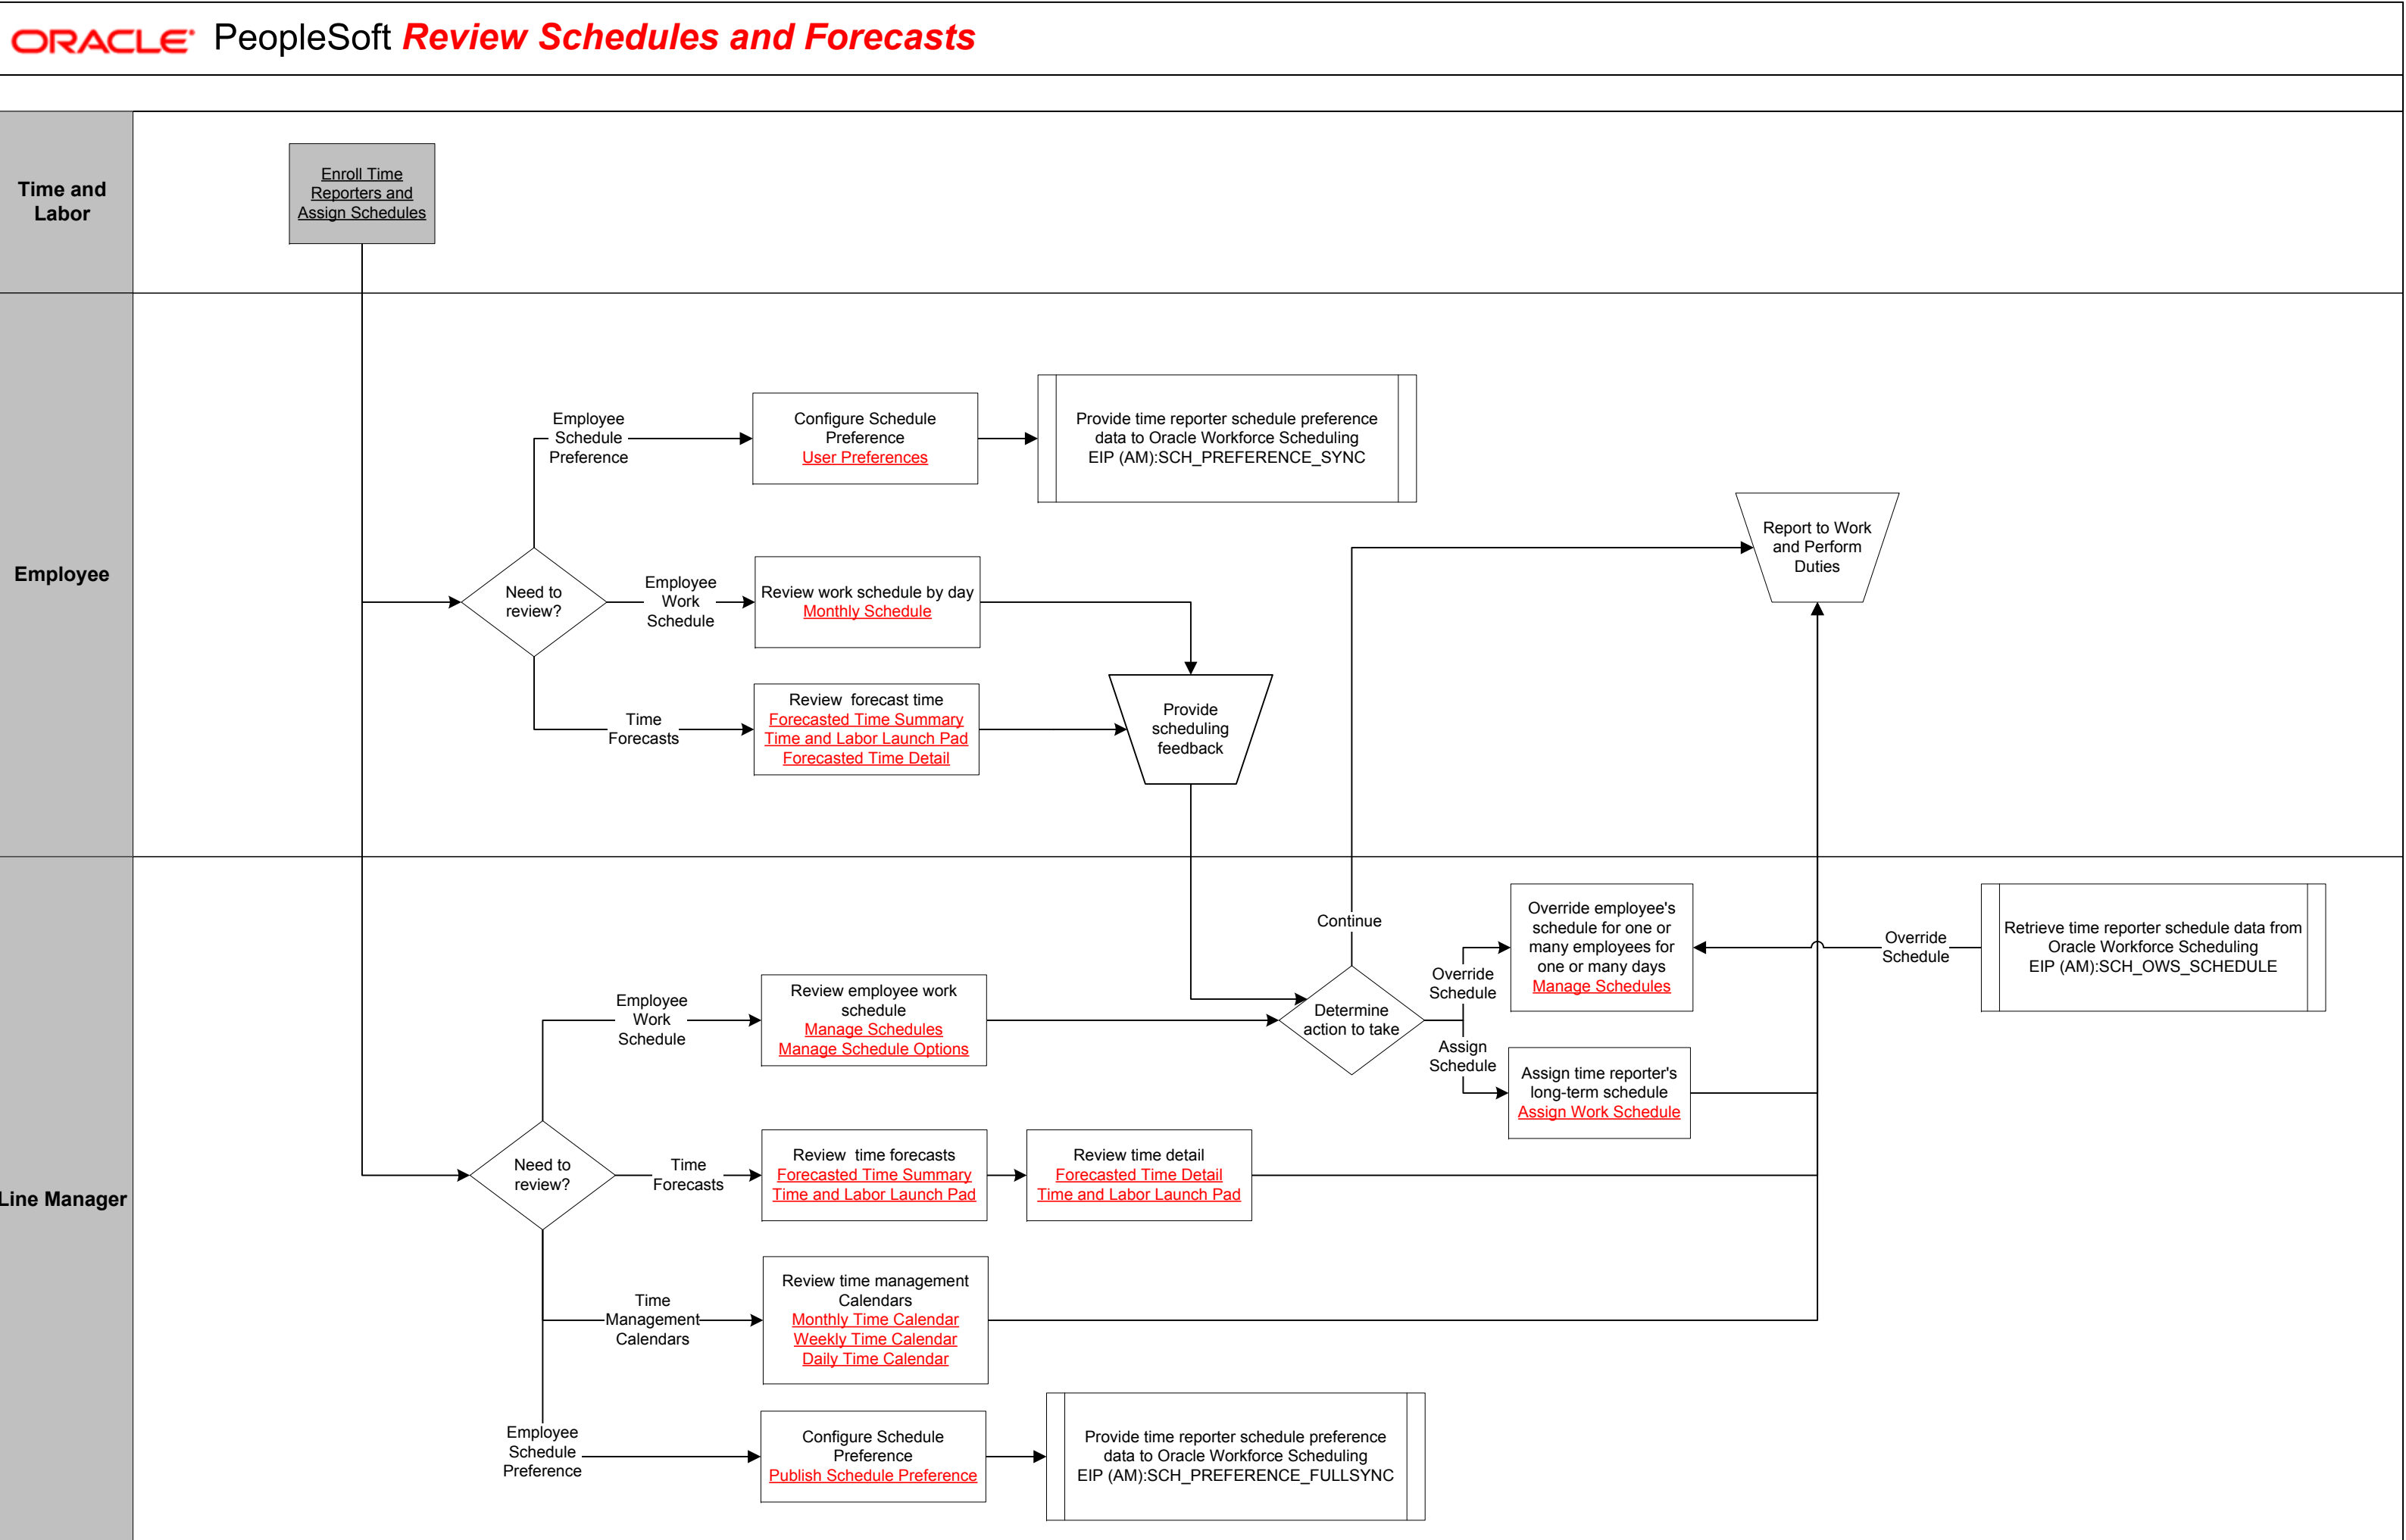 ORACLE PeopleSoft Review Schedules and Forecasts
Time and
Labor
Enroll Time
Reporters and
Assign Schedules
Employee
Need to
review?
Employee
Schedule
Preference
Configure Schedule
Preference
User Preferences
Provide time reporter schedule preference
data to Oracle Workforce Scheduling
EIP (AM):SCH_PREFERENCE_SYNC
Employee
Work
Schedule
Review work schedule by day
Monthly Schedule
Time
Forecasts
Review forecast time
Forecasted Time Summary
Time and Labor Launch Pad
Forecasted Time Detail
Provide
scheduling
feedback
Report to Work
and Perform
Duties
Line Manager
Need to
review?
Employee
Work
Schedule
Review employee work
schedule
Manage Schedules
Manage Schedule Options
Continue
Determine
action to take
Override
Schedule
Override employee's
schedule for one or
many employees for
one or many days
Manage Schedules
Override
Schedule
Retrieve time reporter schedule data from
Oracle Workforce Scheduling
EIP (AM):SCH_OWS_SCHEDULE
Assign
Schedule
Assign time reporter's
long-term schedule
Assign Work Schedule
Time
Forecasts
Review time forecasts
Forecasted Time Summary
Time and Labor Launch Pad
Review time detail
Forecasted Time Detail
Time and Labor Launch Pad
Time
Management
Calendars
Review time management
Calendars
Monthly Time Calendar
Weekly Time Calendar
Daily Time Calendar
Employee
Schedule
Preference
Configure Schedule
Preference
Publish Schedule Preference
Provide time reporter schedule preference
data to Oracle Workforce Scheduling
EIP (AM):SCH_PREFERENCE_FULLSYNC